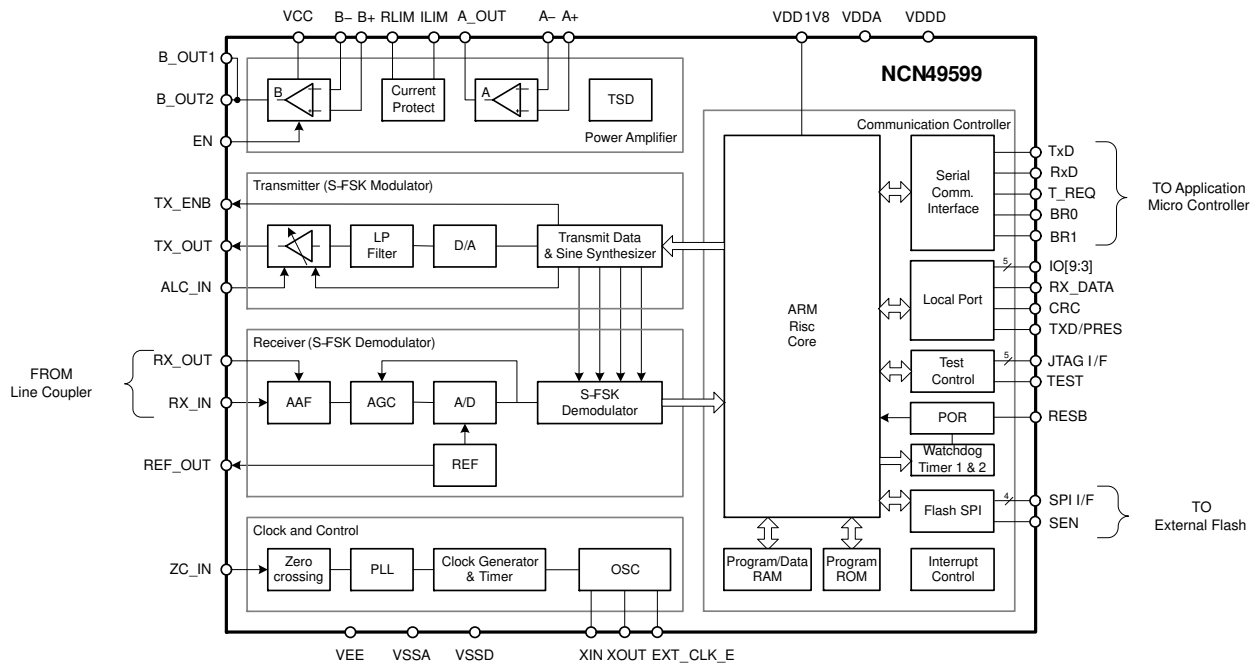 VCC B– B+ RLIM ILIM A_OUT A– A+ VDD1V8 VDDA VDDD
NCN49599
B_OUT1
B_OUT2
EN
B
Current
Protect
A
TSD
Power Amplifier
Transmitter (S-FSK Modulator)
TX_ENB
TX_OUT
ALC_IN
LP
Filter
D/A
Transmit Data
& Sine Synthesizer
Receiver (S-FSK Demodulator)
FROM
Line Coupler
RX_OUT
RX_IN
REF_OUT
AAF
AGC
A/D
S-FSK
Demodulator
REF
Clock and Control
ZC_IN
Zero
crossing
PLL
Clock Generator
& Timer
OSC
Communication Controller
ARM
Risc
Core
Serial
Comm.
Interface
TxD
RxD
T_REQ
BR0
BR1
TO Application
Micro Controller
Local Port
5
IO[9:3]
RX_DATA
CRC
TXD/PRES
Test
Control
5
JTAG I/F
TEST
POR
RESB
Watchdog
Timer 1 & 2
Flash SPI
4
SPI I/F
SEN
TO
External Flash
Program/Data
RAM
Program
ROM
Interrupt
Control
VEE VSSA VSSD XIN XOUT EXT_CLK_E